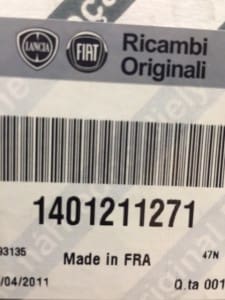 LANCIA FIAT Ricambi
Originali
1401211271
93135 Made in FRA 47N
/04/2011 Q.ta 001